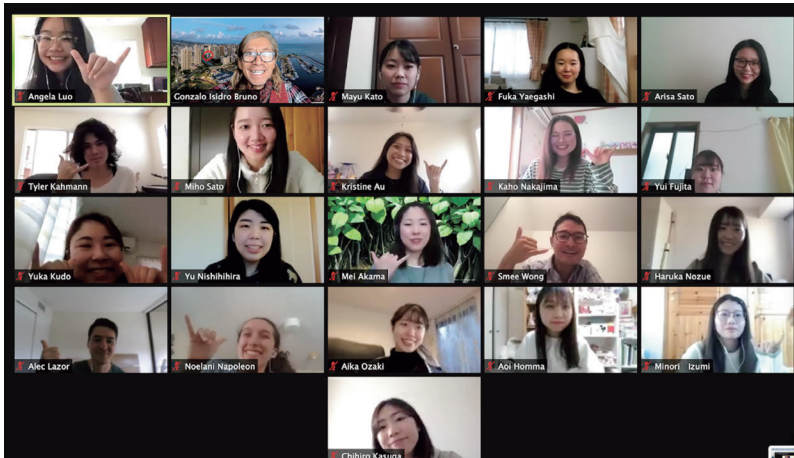 Angela Luo
Gonzalo Isidro Bruno
Mayu Kato
Fuka Yaegashi
Arisa Sato
Tyler Kahmann
Miho Sato
Kristine Au
Kaho Nakajima
Yui Fujita
Yuka Kudo
Yu Nishihihira
Mei Akama
Smee Wong
Haruka Nozue
Alec Lazor
Noelani Napoleon
Aika Ozaki
Aoi Homma
Minori Izumi
Chihiro Kasuga